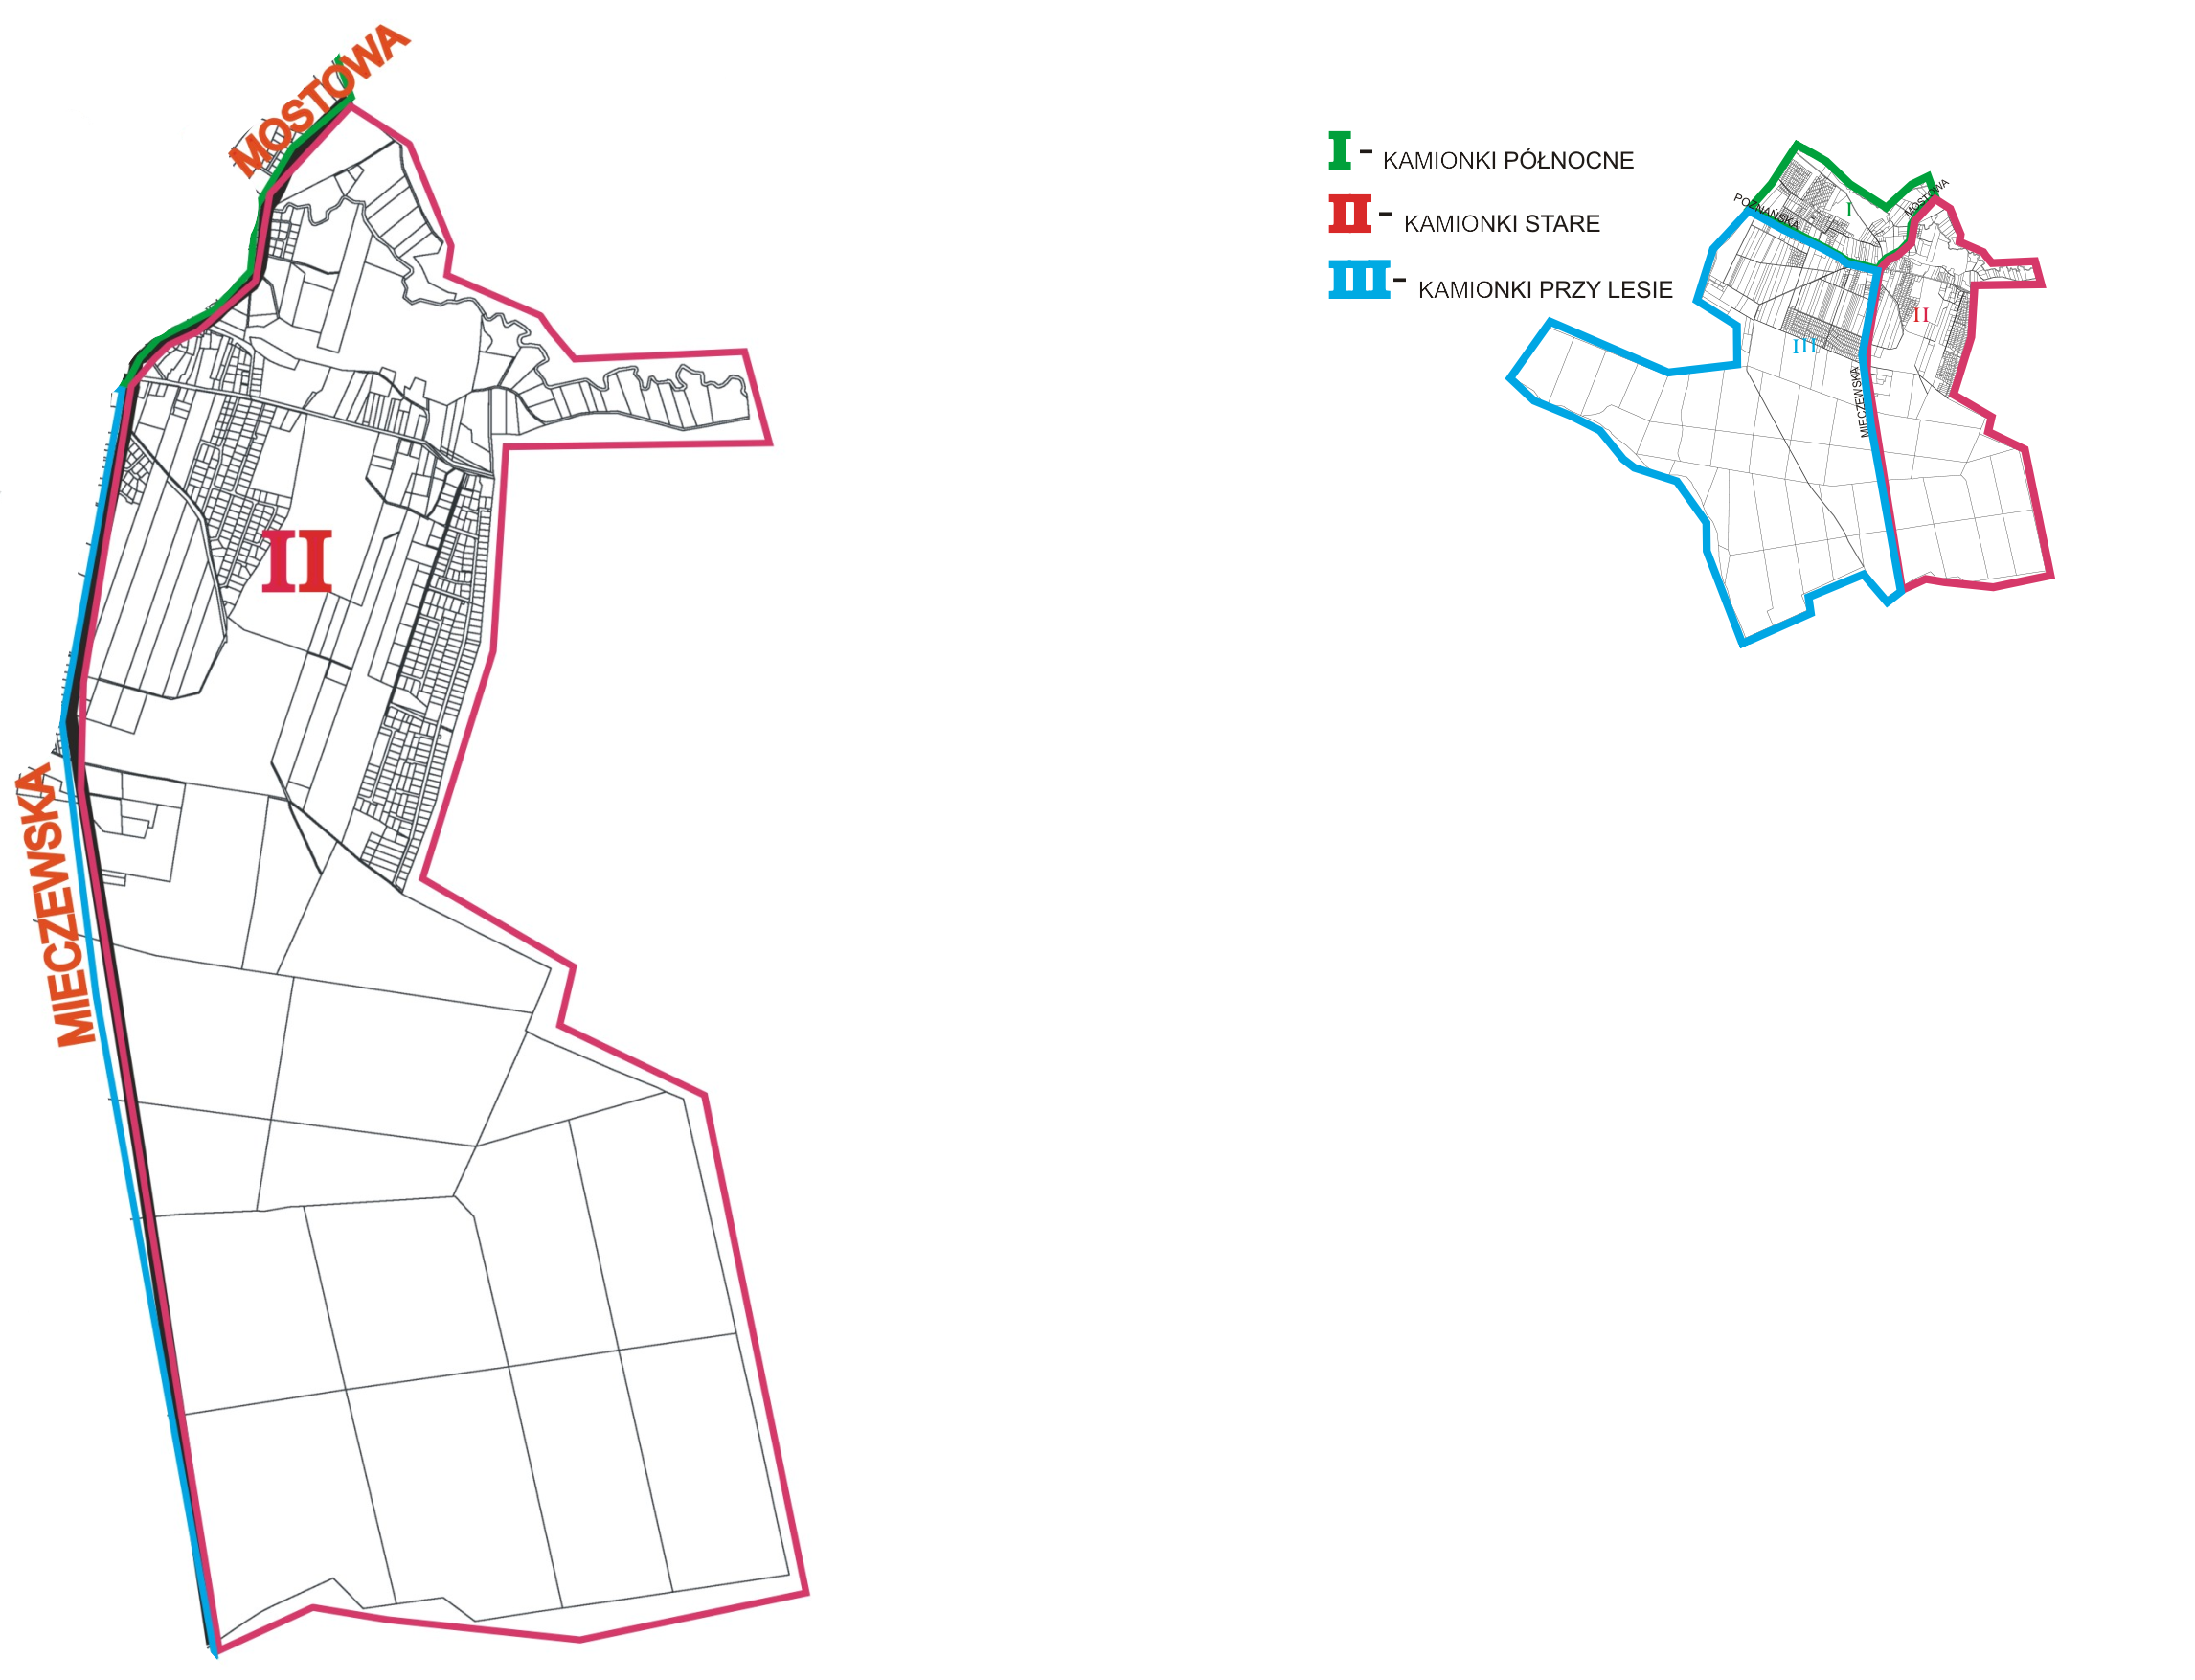 MOSTOWA
II
MIECZEWSKA
I - KAMIONKI PÓŁNOCNE
II - KAMIONKI STARE
III - KAMIONKI PRZY LESIE
POZNAŃSKA
I
MOSTOWA
II
III
MIECZEWSKA